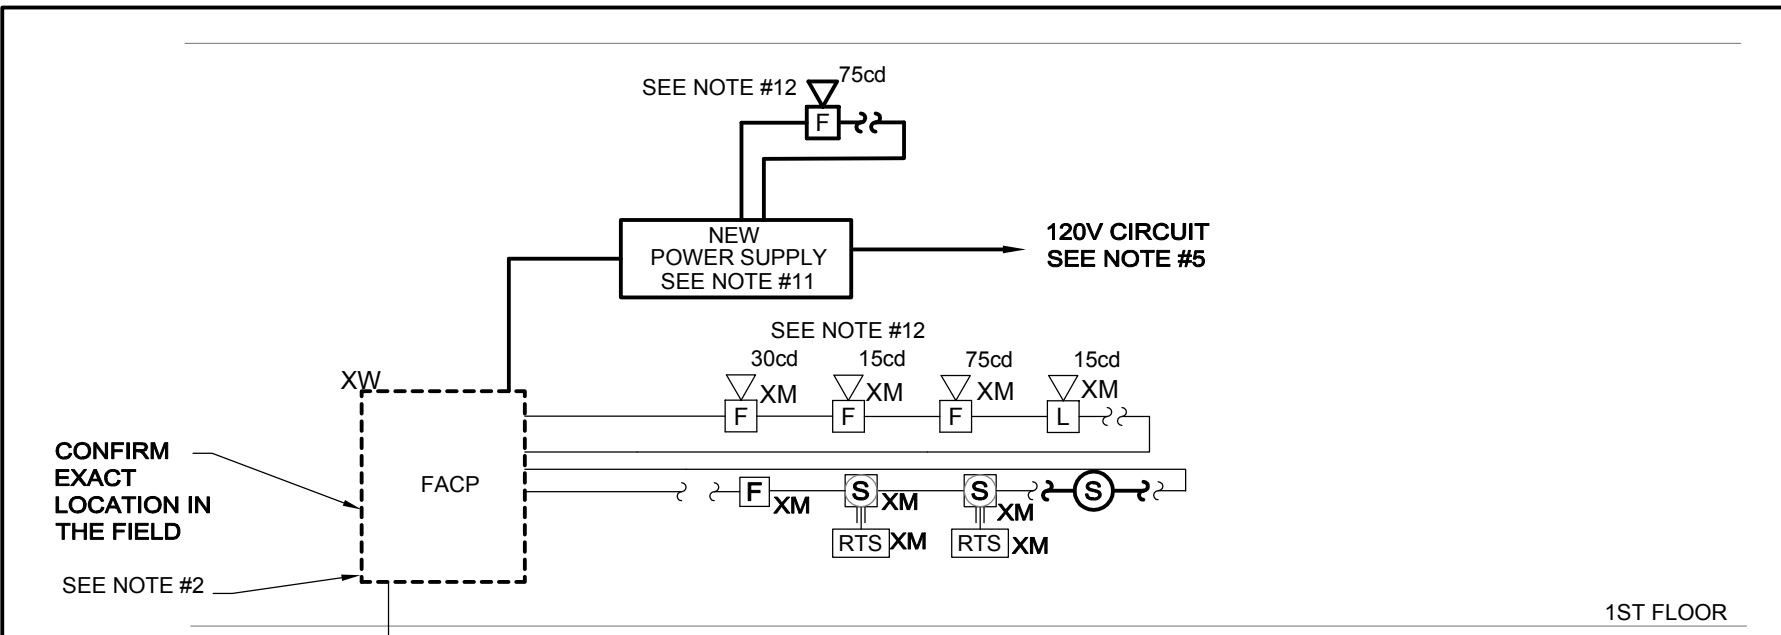 75cd
SEE NOTE #12
F
NEW
POWER SUPPLY
SEE NOTE #11
120V CIRCUIT
SEE NOTE #5
SEE NOTE #12
30cd 15cd 75cd 15cd
XM XM XM XM
F F F L
XW
CONFIRM
EXACT
LOCATION IN
THE FIELD
FACP
F S S S
XM XM XM
RTS XM RTS XM
SEE NOTE #2
1ST FLOOR